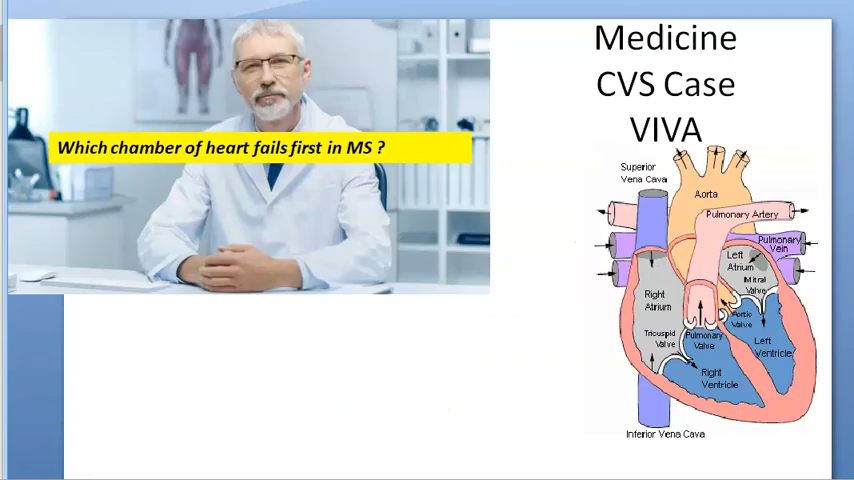 Medicine
CVS Case
VIVA
Which chamber of heart fails first in MS ?
Superior
Vena Cava
Aorta
Pulmonary Artery
Pulmonary
Vein
Left
Atrium
Mitral
Valve
Right
Atrium
Aortic
Valve
Tricuspid
Valve
Pulmonary
Valve
Left
Ventricle
Right
Ventricle
Inferior Vena Cava